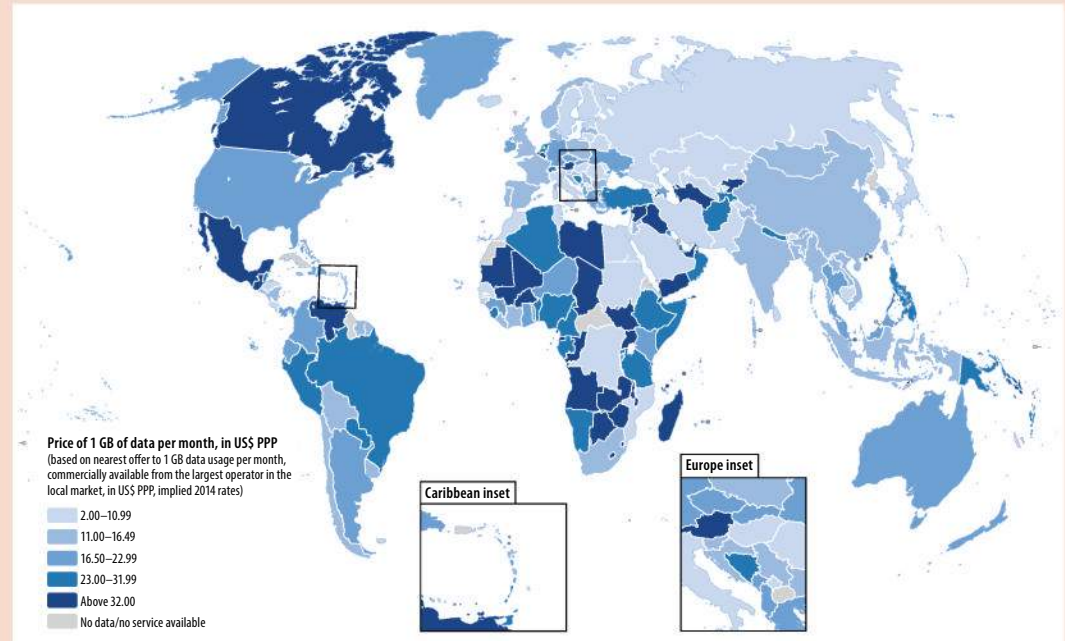 Price of 1 GB of data per month, in US$ PPP
(based on nearest offer to 1 GB data usage per month,
commercially available from the largest operator in the
local market, in US$ PPP, implied 2014 rates)
2.00–10.99
11.00–16.49
16.50–22.99
23.00–31.99
Above 32.00
No data/no service available
Caribbean inset
Europe inset